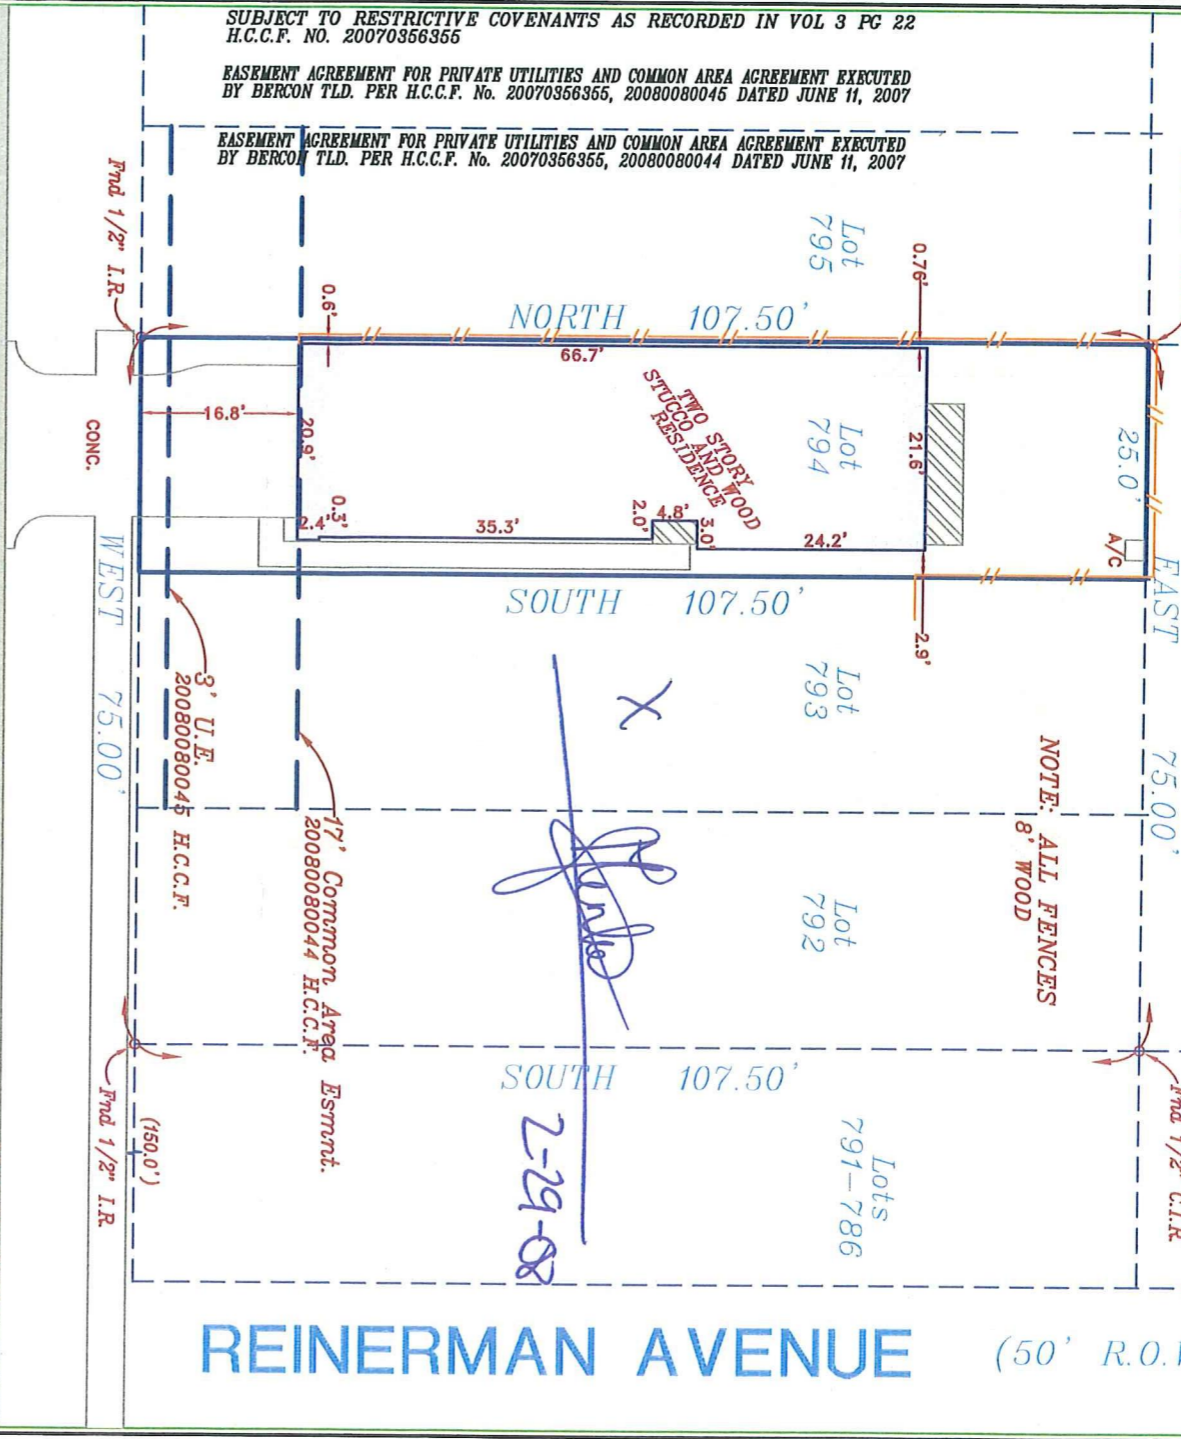 SUBJECT TO RESTRICTIVE COVENANTS AS RECORDED IN VOL 3 PG 22
H.C.C.F. NO. 20070356355
EASEMENT AGREEMENT FOR PRIVATE UTILITIES AND COMMON AREA AGREEMENT EXECUTED
BY BERCON TLD. PER H.C.C.F. No. 20070356355, 20080080045 DATED JUNE 11, 2007
EASEMENT AGREEMENT FOR PRIVATE UTILITIES AND COMMON AREA AGREEMENT EXECUTED
BY BERCON TLD. PER H.C.C.F. No. 20070356355, 20080080044 DATED JUNE 11, 2007
Fnd 1/2" I.R.
Lot
795
0.76'
0.6'
NORTH 107.50'
66.7'
16.8'
20.9'
TWO STORY
STUCCO AND WOOD
RESIDENCE
Lot
794
21.6'
25.0'
A/C
CONC.
2.4'
0.3'
35.3'
2.0'
4.8'
3.0'
24.2'
2.9'
SOUTH 107.50'
WEST 75.00'
EAST 75.00'
3' U.E.
20080080045 H.C.C.F.
17' Common Area Esmnt.
20080080044 H.C.C.F.
X
Lot
793
NOTE: ALL FENCES
8' WOOD
Lot
792
SOUTH 107.50'
2-29-08
Lots
791-786
Fnd 1/2" I.R.
(150.0')
Fnd 1/2" C.I.R.
REINERMAN AVENUE (50' R.O.